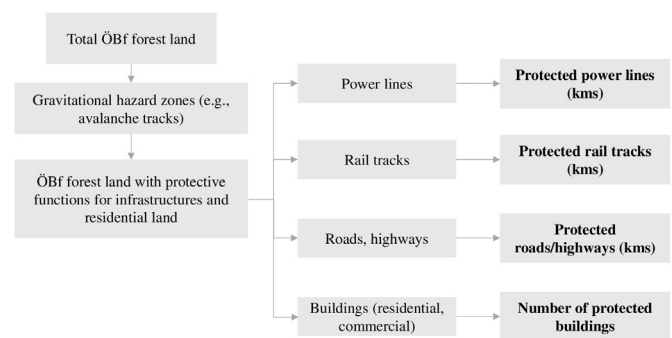 Total ÖBf forest land
Gravitational hazard zones (e.g.,
avalanche tracks)
ÖBf forest land with protective
functions for infrastructures and
residential land
Power lines
Protected power lines
(kms)
Rail tracks
Protected rail tracks
(kms)
Roads, highways
Protected
roads/highways (kms)
Buildings (residential,
commercial)
Number of protected
buildings